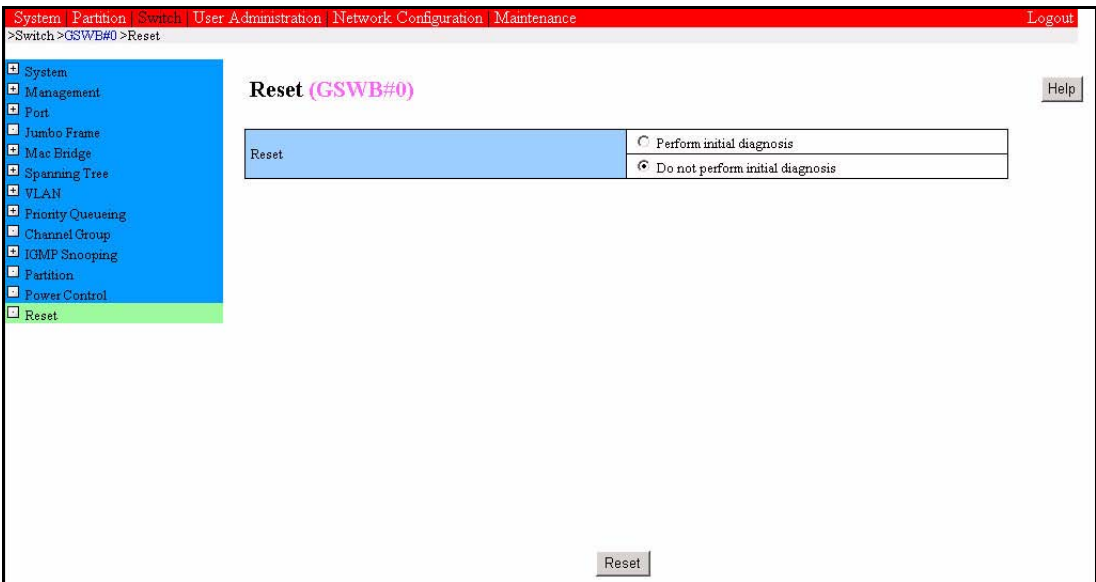 System | Partition | Switch | User Administration | Network Configuration | Maintenance Logout
>Switch >GSWB#0 >Reset
System
Management
Port
Jumbo Frame
Mac Bridge
Spanning Tree
VLAN
Priority Queueing
Channel Group
IGMP Snooping
Partition
Power Control
Reset
Reset (GSWB#0)
Help
Reset
Perform initial diagnosis
Do not perform initial diagnosis
Reset